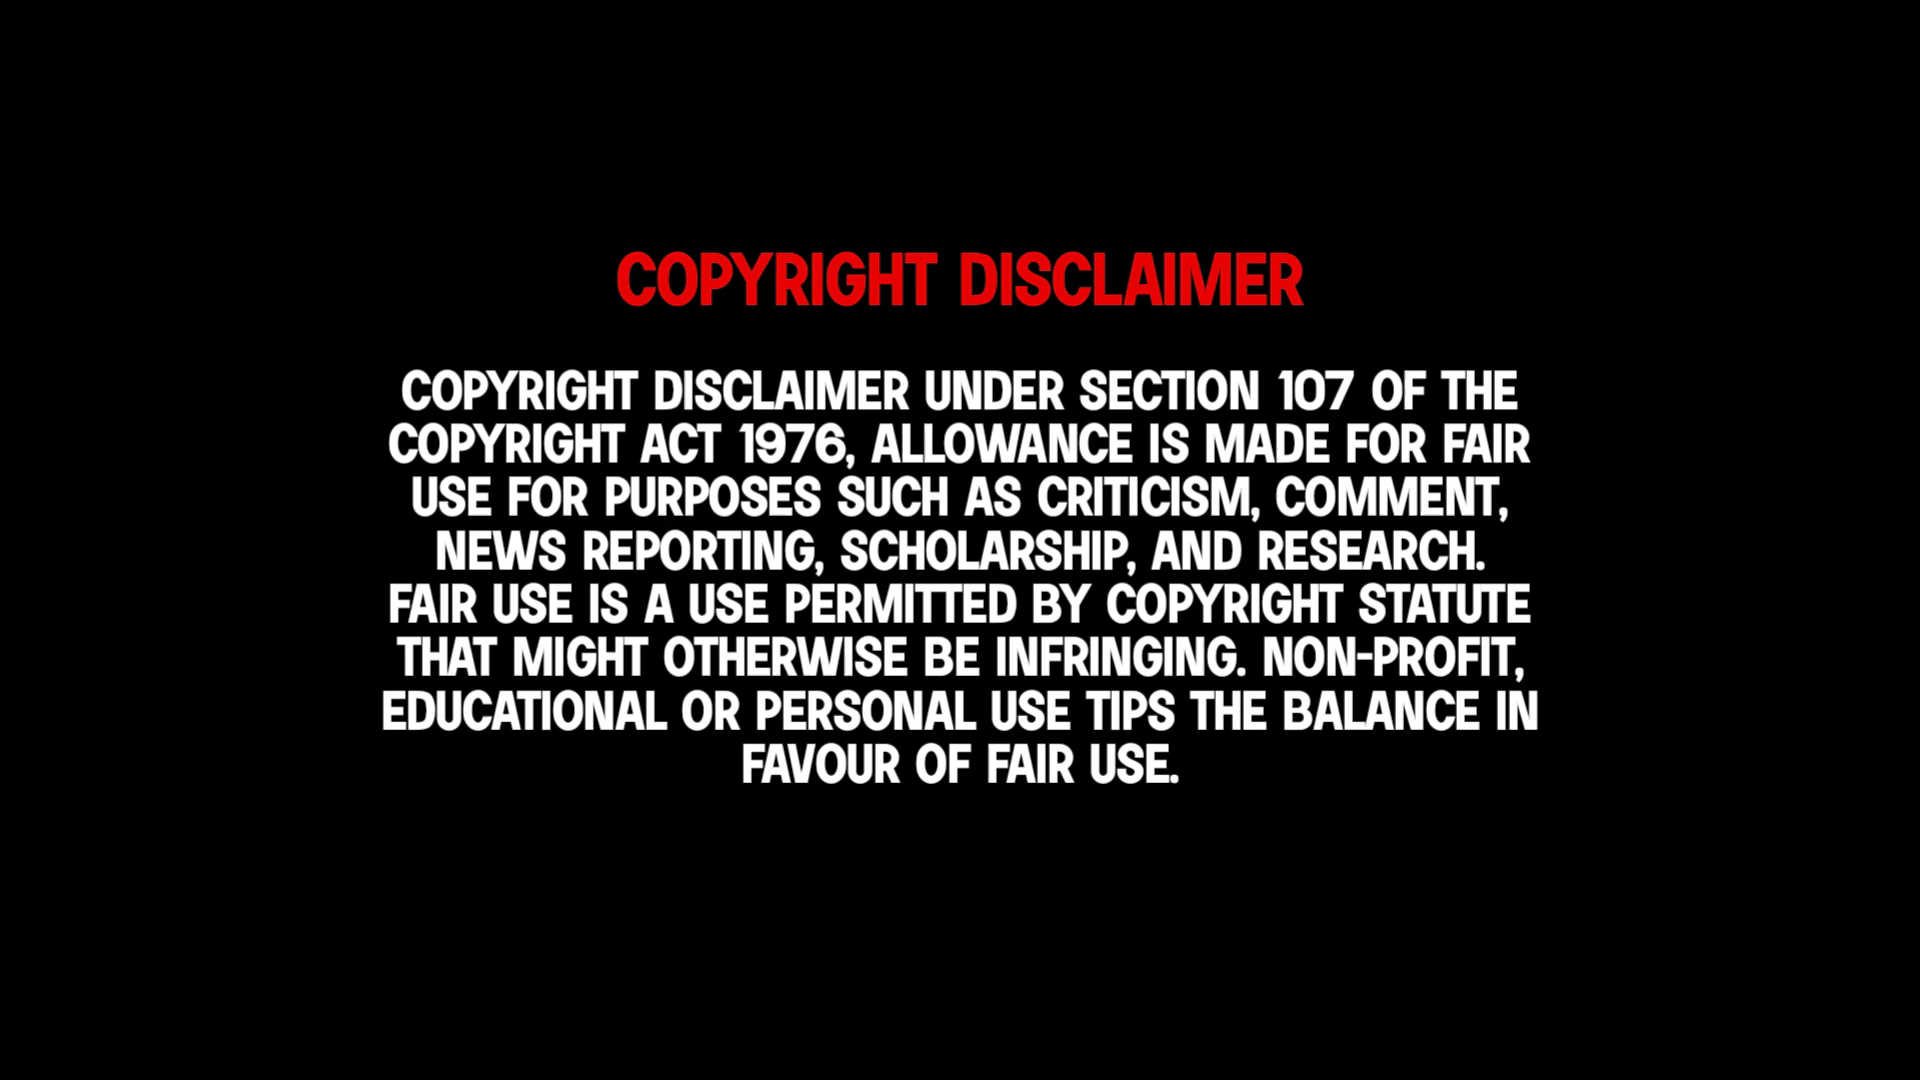 COPYRIGHT DISCLAIMER
COPYRIGHT DISCLAIMER UNDER SECTION 107 OF THE
COPYRIGHT ACT 1976, ALLOWANCE IS MADE FOR FAIR
USE FOR PURPOSES SUCH AS CRITICISM, COMMENT,
NEWS REPORTING, SCHOLARSHIP, AND RESEARCH.
FAIR USE IS A USE PERMITTED BY COPYRIGHT STATUTE
THAT MIGHT OTHERWISE BE INFRINGING. NON-PROFIT,
EDUCATIONAL OR PERSONAL USE TIPS THE BALANCE IN
FAVOUR OF FAIR USE.